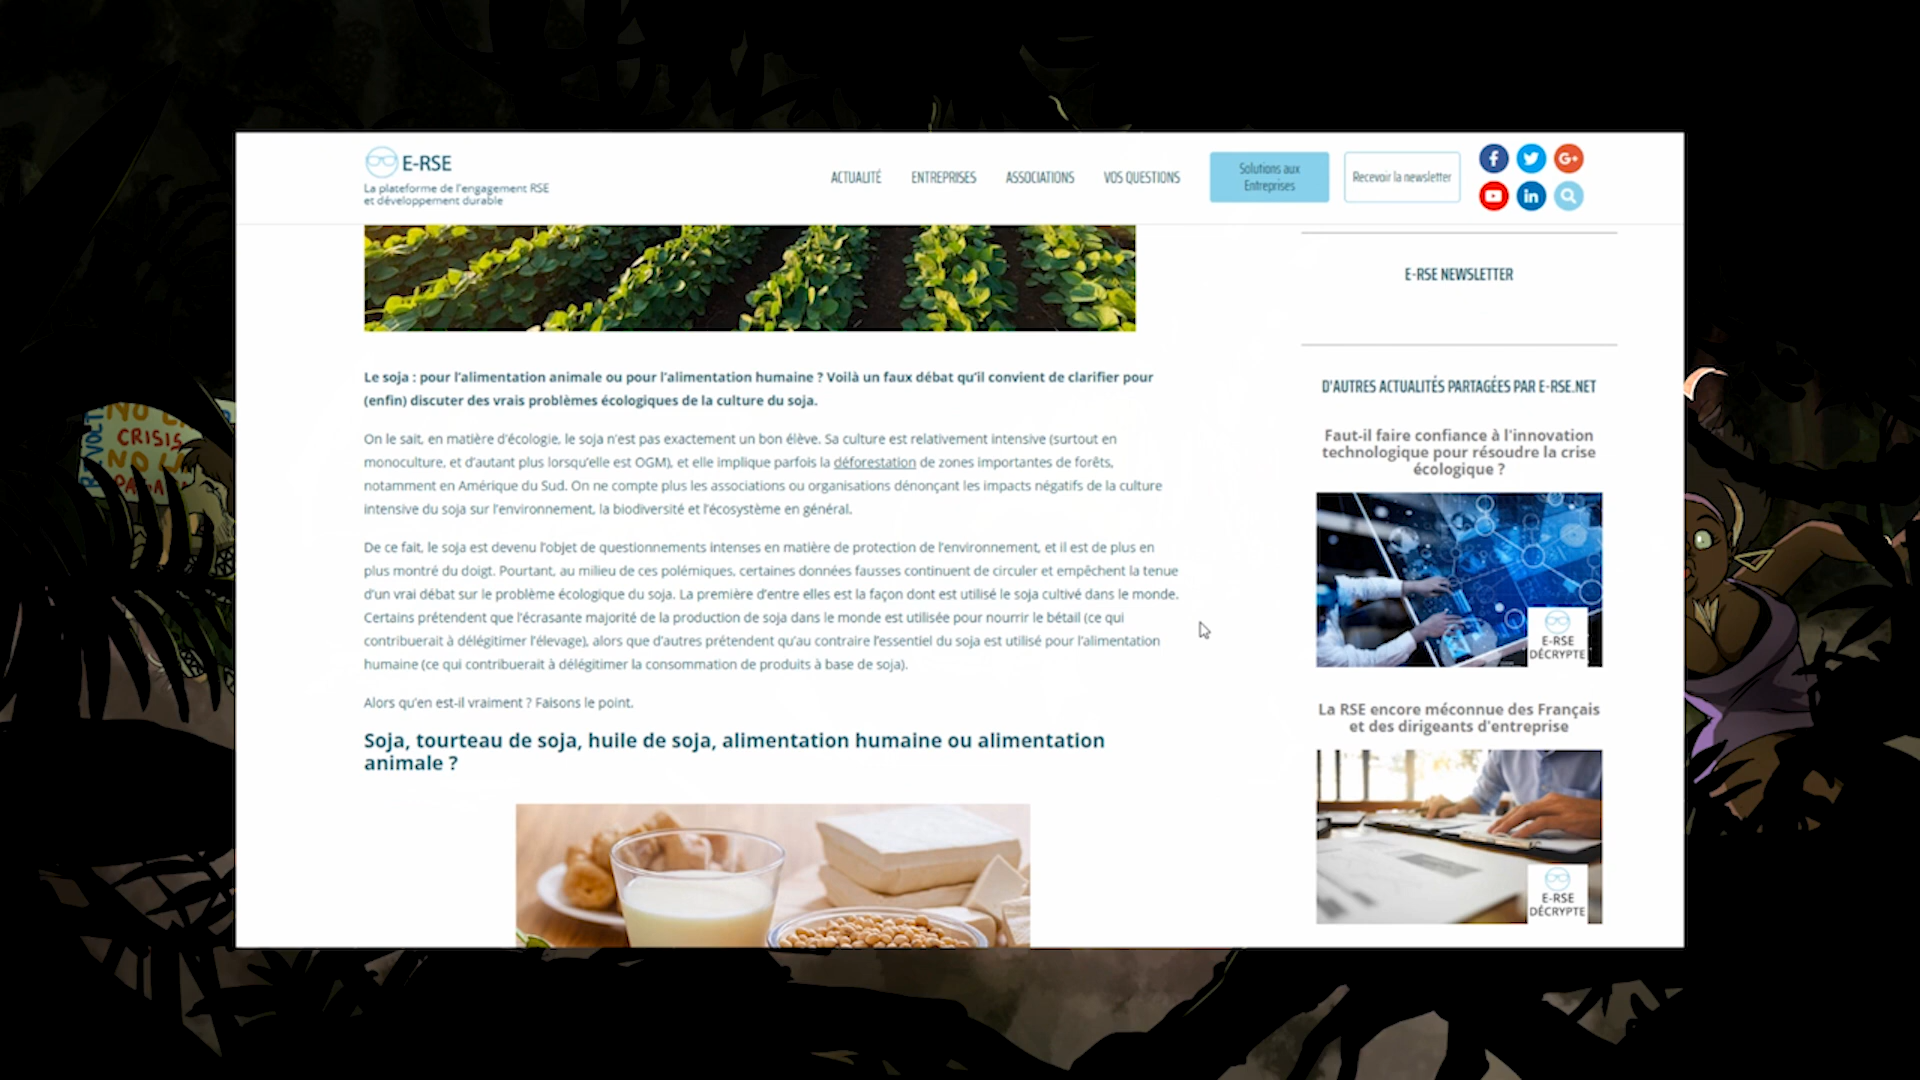 E-RSE
La plateforme de l'engagement RSE
et développement durable
ACTUALITÉ
ENTREPRISES
ASSOCIATIONS
VOS QUESTIONS
Solutions aux
Entreprises
Recevoir la newsletter
Le soja : pour l'alimentation animale ou pour l'alimentation humaine ? Voilà un faux débat qu'il convient de clarifier pour
(enfin) discuter des vrais problèmes écologiques de la culture du soja.
On le sait, en matière d'écologie, le soja n'est pas exactement un bon élève. Sa culture est relativement intensive (surtout en
monoculture, et d'autant plus lorsqu'elle est OGM), et elle implique parfois la déforestation de zones importantes de forêts,
notamment en Amérique du Sud. On ne compte plus les associations ou organisations dénonçant les impacts négatifs de la culture
intensive du soja sur l'environnement, la biodiversité et l'écosystème en général.
De ce fait, le soja est devenu l'objet de questionnements intenses en matière de protection de l'environnement, et il est de plus en
plus montré du doigt. Pourtant, au milieu de ces polémiques, certaines données fausses continuent de circuler et empêchent la tenue
d'un vrai débat sur le problème écologique du soja. La première d'entre elles est la façon dont est utilisé le soja cultivé dans le monde.
Certains prétendent que l'écrasante majorité de la production de soja dans le monde est utilisée pour nourrir le bétail (ce qui
contribuerait à délégitimer l'élevage), alors que d'autres prétendent qu'au contraire l'essentiel du soja est utilisé pour l'alimentation
humaine (ce qui contribuerait à délégitimer la consommation de produits à base de soja).
Alors qu'en est-il vraiment ? Faisons le point.
Soja, tourteau de soja, huile de soja, alimentation humaine ou alimentation
animale ?
E-RSE NEWSLETTER
D'AUTRES ACTUALITÉS PARTAGÉES PAR E-RSE.NET
Faut-il faire confiance à l'innovation
technologique pour résoudre la crise
écologique ?
E-RSE
DÉCRYPTE
La RSE encore méconnue des Français
et des dirigeants d'entreprise
E-RSE
DÉCRYPTE
CRISIS
NO